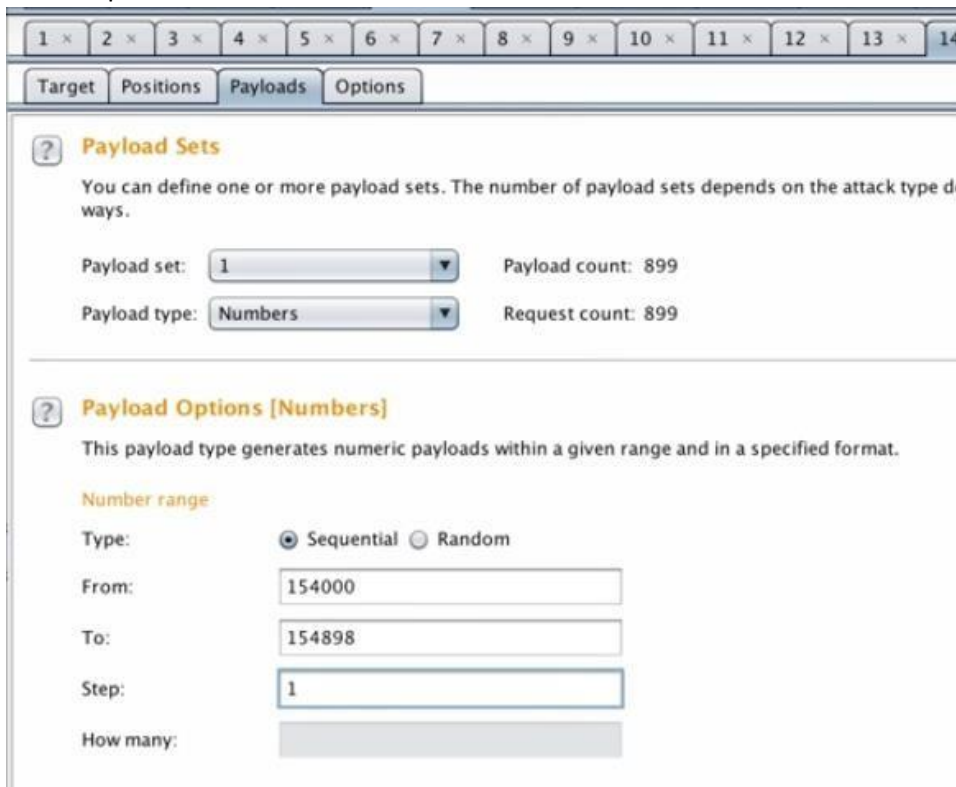 1 × 2 × 3 × 4 × 5 × 6 × 7 × 8 × 9 × 10 × 11 × 12 × 13 × 14
Target Positions Payloads Options
? Payload Sets
You can define one or more payload sets. The number of payload sets depends on the attack type
ways.
Payload set: 1 Payload count: 899
Payload type: Numbers Request count: 899
? Payload Options [Numbers]
This payload type generates numeric payloads within a given range and in a specified format.
Number range
Type: Sequential Random
From: 154000
To: 154898
Step: 1
How many: